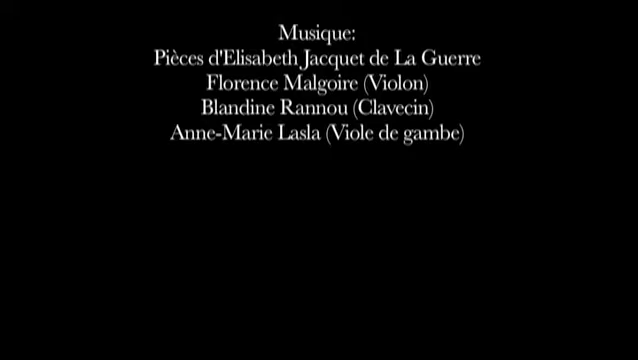 Musique:
Pièces d'Elisabeth Jacquet de La Guerre
Florence Malgoire (Violon)
Blandine Rannou (Clavecin)
Anne-Marie Lasla (Viole de gambe)